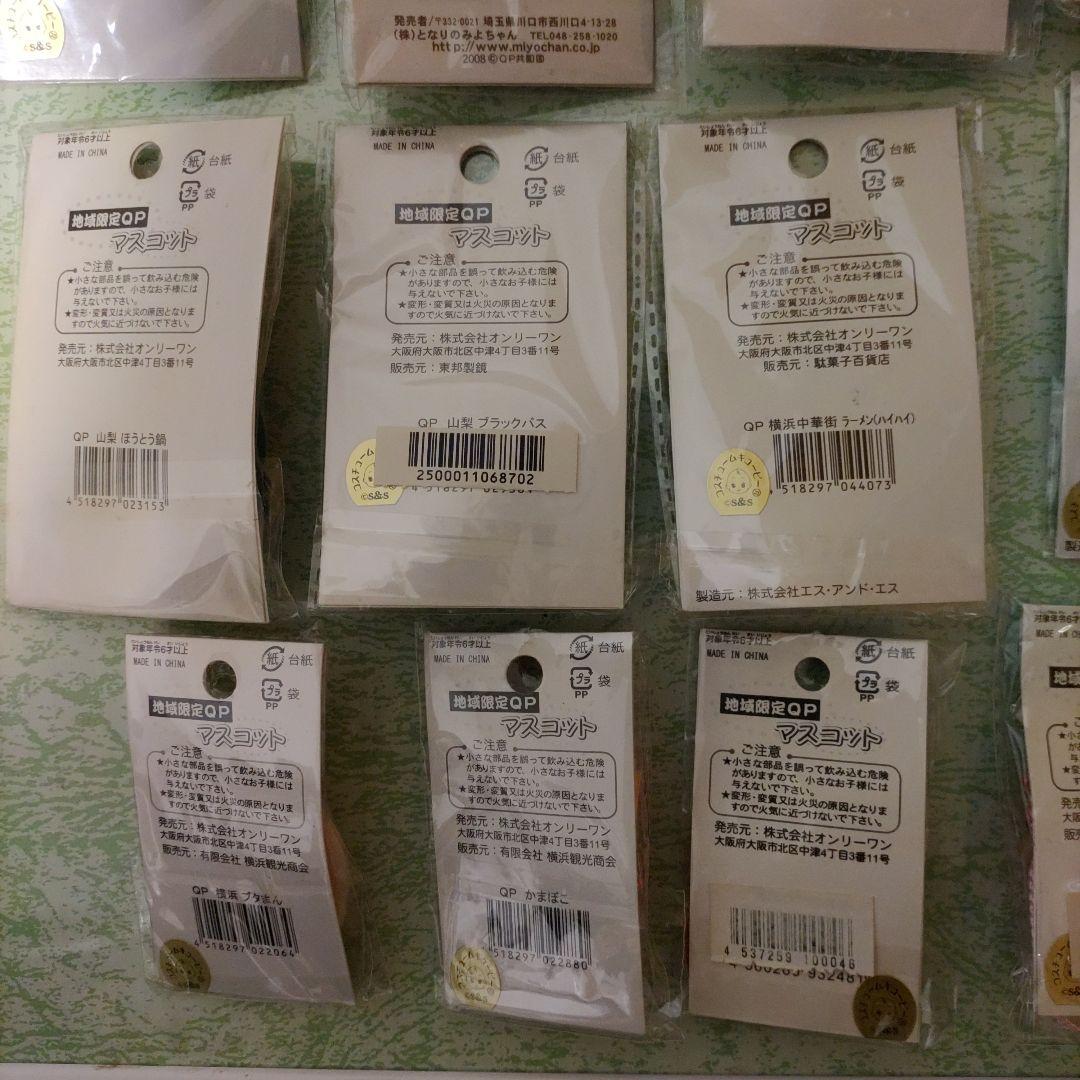 ©S&S
発売者/〒332-0021 埼玉県川口市西川口4-13-28
(株)となりのみよちゃん TEL048-258-1020
http://www.miyochan.co.jp
2008 ©QP共和国
対象年令6才以上
MADE IN CHINA
紙 台紙
プラ 袋
PP
地域限定QP
マスコット
ご注意
★小さな部品を誤って飲み込む危険
がありますので、小さなお子様には
与えないで下さい。
★変形・変質又は火災の原因となりま
すので火気に近づけないで下さい。
発売元：株式会社オンリーワン
大阪府大阪市北区中津4丁目3番11号
QP 山梨 ほうとう鍋
4 518297 023153
対象年令6才以上
MADE IN CHINA
紙 台紙
プラ 袋
PP
地域限定QP
マスコット
ご注意
★小さな部品を誤って飲み込む危険
がありますので、小さなお子様には
与えないで下さい。
★変形・変質又は火災の原因となりま
すので火気に近づけないで下さい。
発売元：株式会社オンリーワン
大阪府大阪市北区中津4丁目3番11号
販売元：東邦製鏡
QP 山梨 ブラックバス
2500011068702
コスチュームキューピー
©S&S
対象年令6才以上
MADE IN CHINA
紙 台紙
プラ 袋
PP
地域限定QP
マスコット
ご注意
★小さな部品を誤って飲み込む危険
がありますので、小さなお子様には
与えないで下さい。
★変形・変質又は火災の原因となりま
すので火気に近づけないで下さい。
発売元：株式会社オンリーワン
大阪府大阪市北区中津4丁目3番11号
販売元：駄菓子百貨店
QP 横浜中華街 ラーメン(ハイハイ)
518297 044073
コスチュームキューピー
©S&S
製造元：株式会社エス・アンド・エス
対象年令6才以上
MADE IN CHINA
紙 台紙
プラ 袋
PP
地域限定QP
マスコット
ご注意
★小さな部品を誤って飲み込む危険
がありますので、小さなお子様には
与えないで下さい。
★変形・変質又は火災の原因となりま
すので火気に近づけないで下さい。
発売元：株式会社オンリーワン
大阪府大阪市北区中津4丁目3番11号
販売元：有限会社 横浜観光商会
QP 横浜 ブタまん
4 518297 022064
©S&S
対象年令6才以上
MADE IN CHINA
紙 台紙
プラ 袋
PP
地域限定QP
マスコット
ご注意
★小さな部品を誤って飲み込む危険
がありますので、小さなお子様には
与えないで下さい。
★変形・変質又は火災の原因となりま
すので火気に近づけないで下さい。
発売元：株式会社オンリーワン
大阪府大阪市北区中津4丁目3番11号
販売元：有限会社 横浜観光商会
QP かまぼこ
518297 022880
©S&S
対象年令6才以上
MADE IN CHINA
紙 台紙
プラ 袋
PP
地域限定QP
マスコット
ご注意
★小さな部品を誤って飲み込む危険
がありますので、小さなお子様には
与えないで下さい。
★変形・変質又は火災の原因となりま
すので火気に近づけないで下さい。
発売元：株式会社オンリーワン
大阪府大阪市北区中津4丁目3番11号
4 537259 100046
コスチュームキューピー
©S&S
対象年令6
MADE IN CHINA
地域